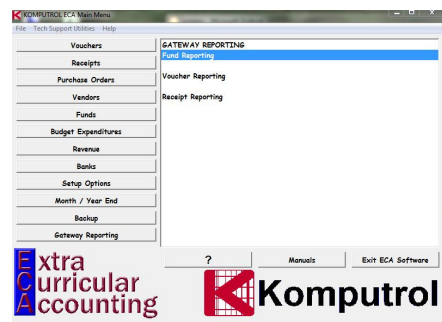 KOMPUTROL ECA Main Menu
File Tech Support Utilities Help
Vouchers
Receipts
Purchase Orders
Vendors
Funds
Budget Expenditures
Revenue
Banks
Setup Options
Month / Year End
Backup
Gateway Reporting
GATEWAY REPORTING
Fund Reporting
Voucher Reporting
Receipt Reporting
? Manuals Exit ECA Software
Extra
Curricular
Accounting
Komputrol